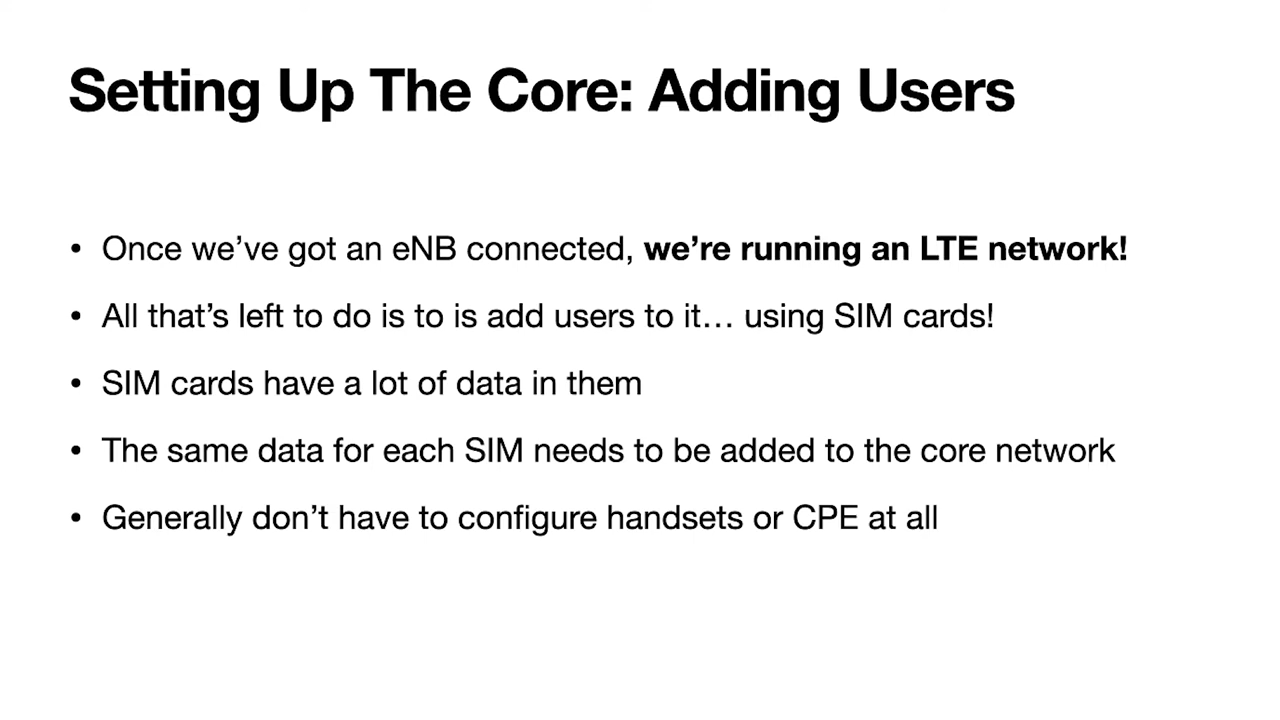 Setting Up The Core: Adding Users
• Once we’ve got an eNB connected, we’re running an LTE network!
• All that’s left to do is to is add users to it… using SIM cards!
• SIM cards have a lot of data in them
• The same data for each SIM needs to be added to the core network
• Generally don’t have to configure handsets or CPE at all